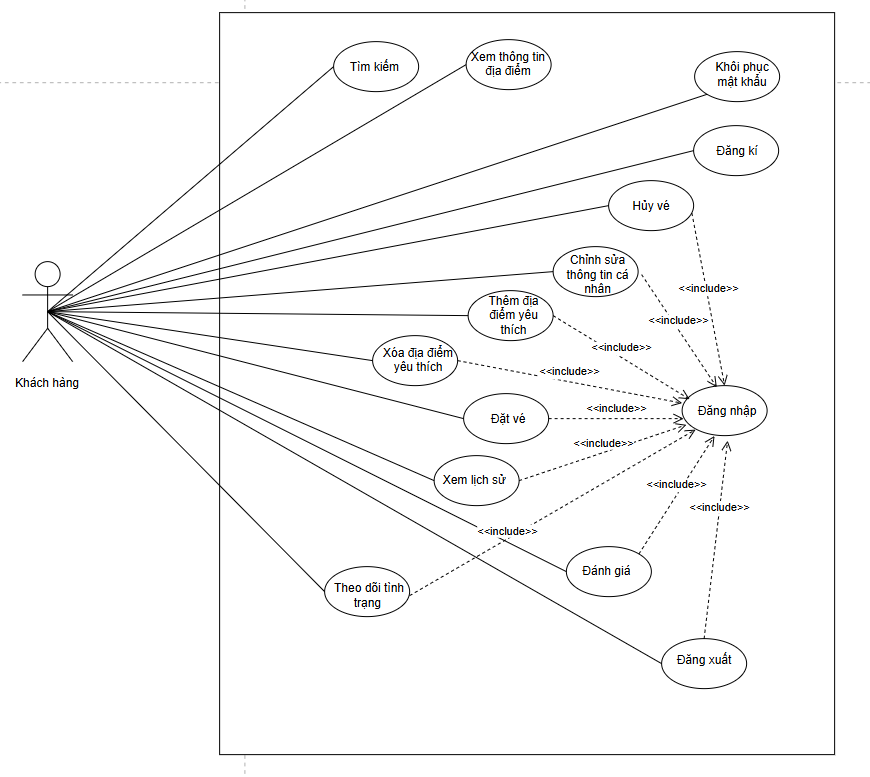 Tìm kiếm
Xem thông tin
địa điểm
Khôi phục
mật khẩu
Đăng kí
Hủy vé
Chỉnh sửa
thông tin cá
nhân
<<include>>
Thêm địa
điểm yêu
thích
<<include>>
<<include>>
Xóa địa điểm
yêu thích
<<include>>
Khách hàng
Đặt vé
<<include>>
Đăng nhập
<<include>>
Xem lịch sử
<<include>>
<<include>>
<<include>>
Đánh giá
Theo dõi tình
trạng
Đăng xuất